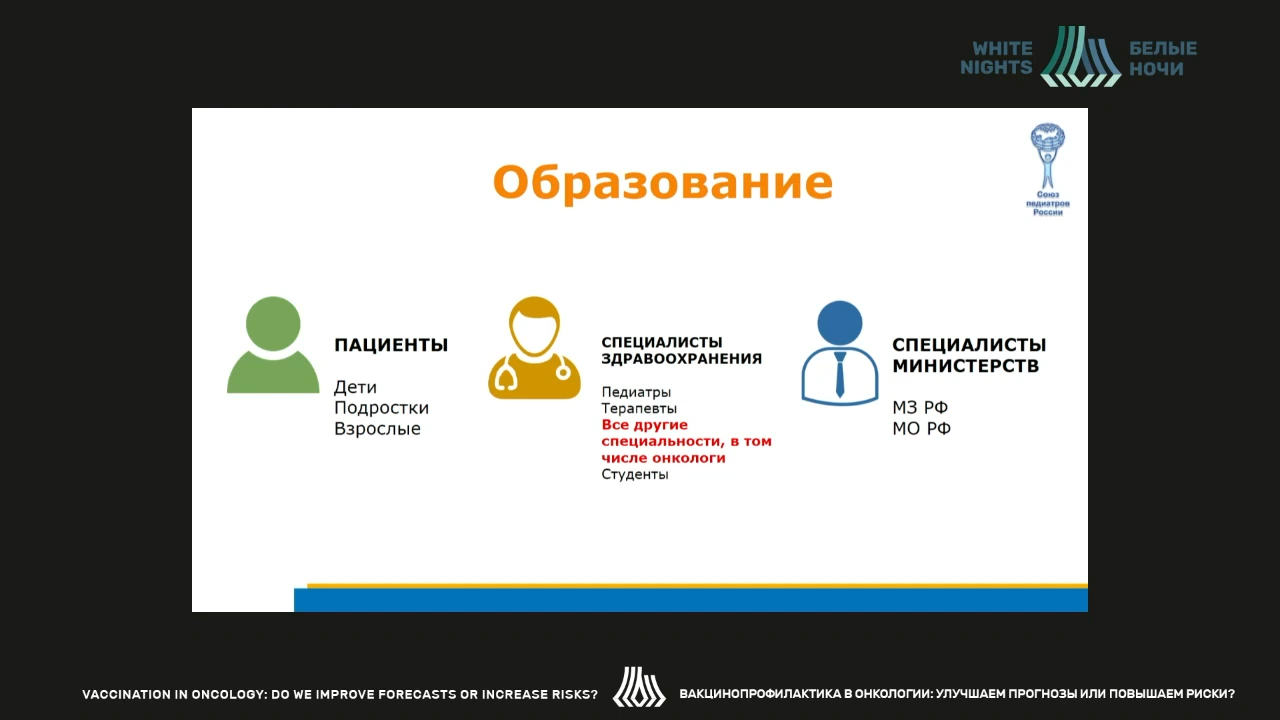 WHITE
NIGHTS
БЕЛЫЕ
НОЧИ
Союз
педиатров
России
Образование
ПАЦИЕНТЫ
Дети
Подростки
Взрослые
СПЕЦИАЛИСТЫ
ЗДРАВООХРАНЕНИЯ
Педиатры
Терапевты
Все другие
специальности, в том
числе онкологи
Студенты
СПЕЦИАЛИСТЫ
МИНИСТЕРСТВ
МЗ РФ
МО РФ
VACCINATION IN ONCOLOGY: DO WE IMPROVE FORECASTS OR INCREASE RISKS?
ВАКЦИНОПРОФИЛАКТИКА В ОНКОЛОГИИ: УЛУЧШАЕМ ПРОГНОЗЫ ИЛИ ПОВЫШАЕМ РИСКИ?